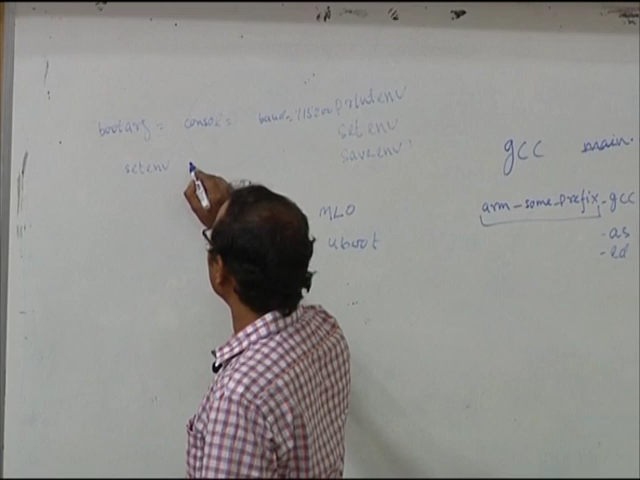 bootarg = console = baud=115200 printenv
setenv
saveenv
setenv
MLO
uboot
gcc main.
arm-some-prefix-gcc
-as
-ld